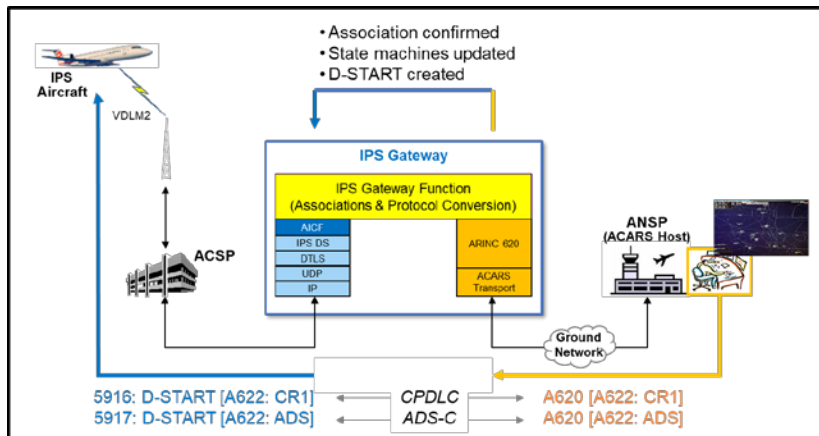 • Association confirmed
• State machines updated
• D-START created
IPS
Aircraft
VDLM2
IPS Gateway
IPS Gateway Function
(Associations & Protocol Conversion)
AICF
IPS DS
DTLS
UDP
IP
ARINC 620
ACARS
Transport
ACSP
ANSP
(ACARS Host)
Ground
Network
5916: D-START [A622: CR1]
CPDLC
A620 [A622: CR1]
5917: D-START [A622: ADS]
ADS-C
A620 [A622: ADS]